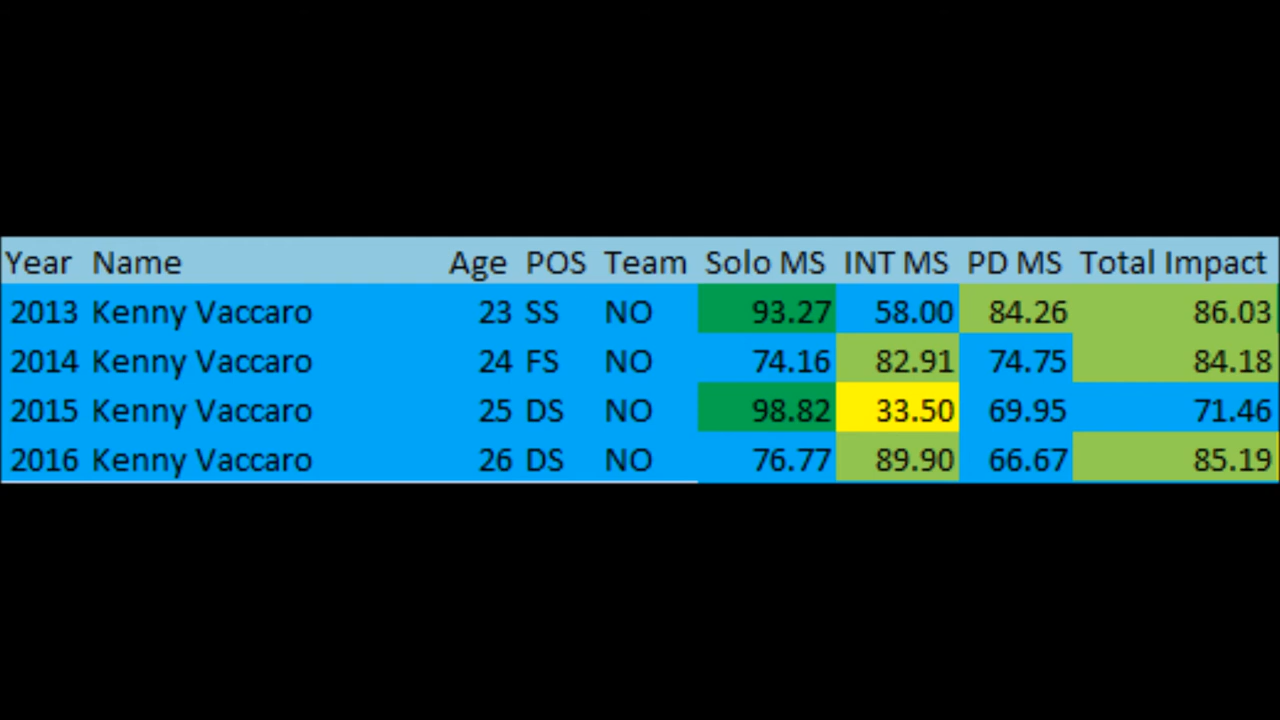 Year Name Age POS Team Solo MS INT MS PD MS Total Impact
2013 Kenny Vaccaro 23 SS NO 93.27 58.00 84.26 86.03
2014 Kenny Vaccaro 24 FS NO 74.16 82.91 74.75 84.18
2015 Kenny Vaccaro 25 DS NO 98.82 33.50 69.95 71.46
2016 Kenny Vaccaro 26 DS NO 76.77 89.90 66.67 85.19